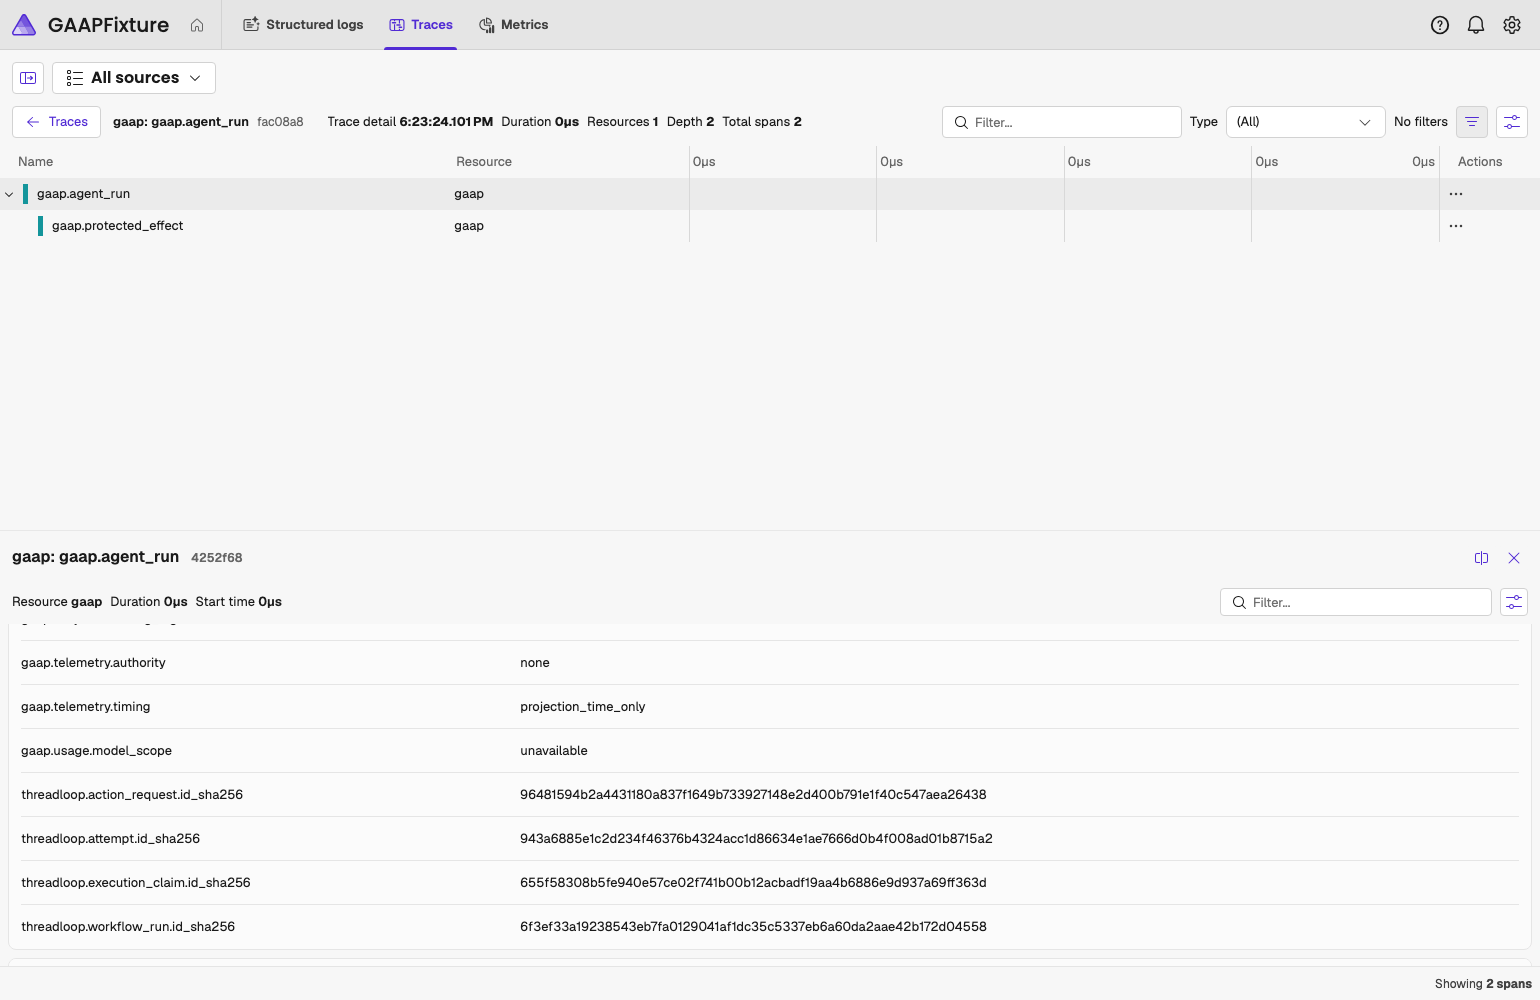 GAAPFixture
Structured logs
Traces
Metrics
All sources
Traces
gaap: gaap.agent_run fac08a8
Trace detail 6:23:24.101 PM Duration 0μs Resources 1 Depth 2 Total spans 2
Filter...
Type
(All)
No filters
Name Resource 0μs 0μs 0μs 0μs 0μs Actions
gaap.agent_run gaap
gaap.protected_effect gaap
gaap: gaap.agent_run 4252f68
Resource gaap Duration 0μs Start time 0μs
Filter...
gaap.telemetry.authority none
gaap.telemetry.timing projection_time_only
gaap.usage.model_scope unavailable
threadloop.action_request.id_sha256 96481594b2a4431180a837f1649b733927148e2d400b791e1f40c547aea26438
threadloop.attempt.id_sha256 943a6885e1c2d234f46376b4324acc1d86634e1ae7666d0b4f008ad01b8715a2
threadloop.execution_claim.id_sha256 655f58308b5fe940e57ce02f741b00b12acbadf19aa4b6886e9d937a69ff363d
threadloop.workflow_run.id_sha256 6f3ef33a19238543eb7fa0129041af1dc35c5337eb6a60da2aae42b172d04558
Showing 2 spans